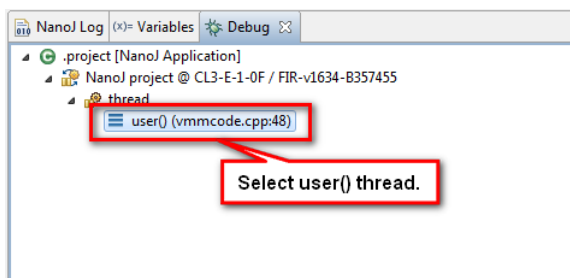 NanoJ Log (x)= Variables Debug
.project [NanoJ Application]
NanoJ project @ CL3-E-1-0F / FIR-v1634-B357455
thread
user() (vmmcode.cpp:48)
Select user() thread.